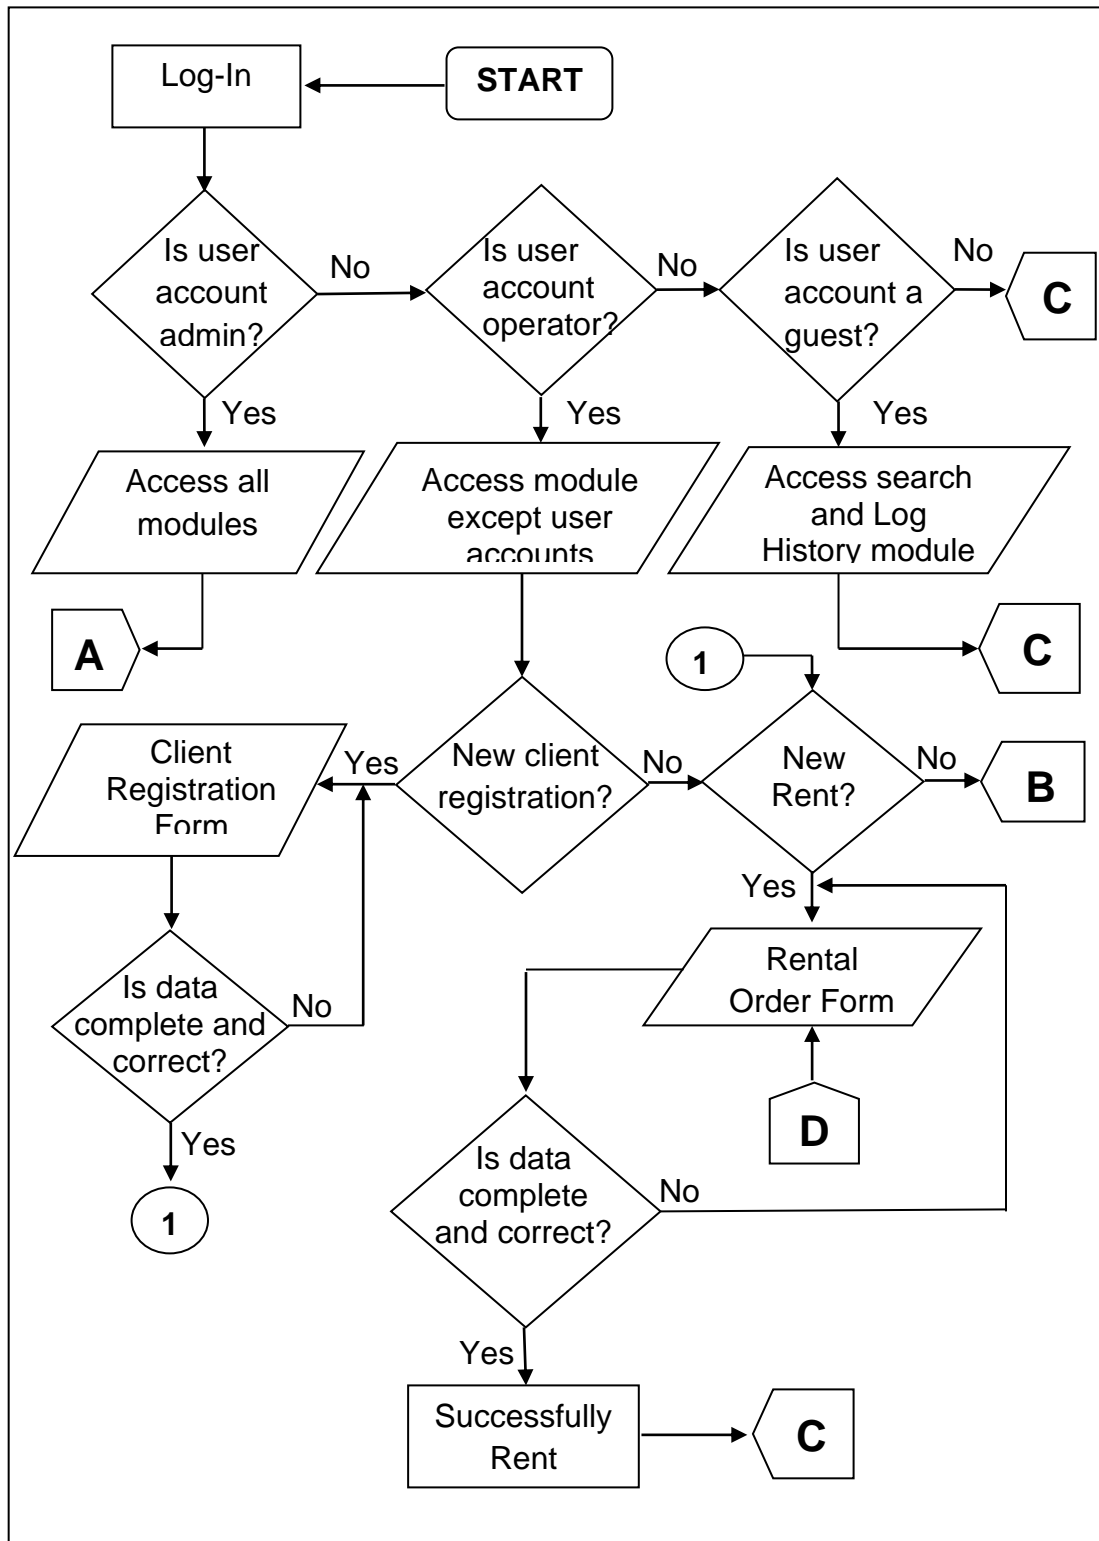 Log-In
START
Is user
account
admin?
No
Is user
account
operator?
No
Is user
account a
guest?
No
C
Yes
Yes
Yes
Access all
modules
Access module
except user
accounts
Access search
and Log
History module
A
1
C
Client
Registration
Form
Yes
New client
registration?
No
New
Rent?
No
B
Yes
Rental
Order Form
Is data
complete and
correct?
No
D
Yes
1
Is data
complete
and correct?
No
Yes
Successfully
Rent
C